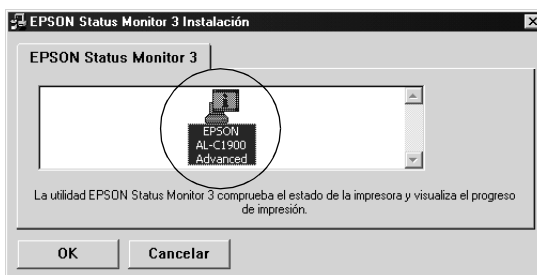 EPSON Status Monitor 3 Instalación
EPSON Status Monitor 3
EPSON
AL-C1900
Advanced
La utilidad EPSON Status Monitor 3 comprueba el estado de la impresora y visualiza el progreso
de impresión.
OK
Cancelar